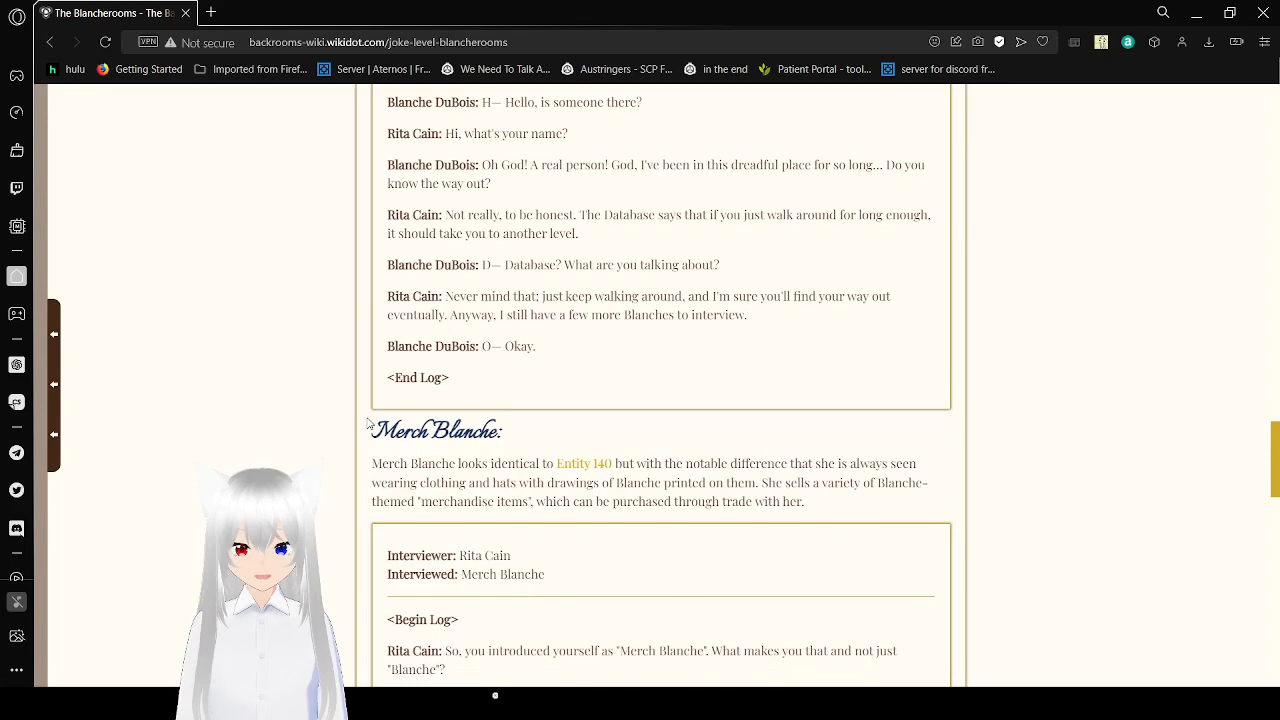 The Blancherooms - The Ba
VPN
Not secure
backrooms-wiki.wikidot.com/joke-level-blancherooms
hulu
Getting Started
Imported from Firef...
Server | Aternos | Fr...
We Need To Talk A...
Austringers - SCP F...
in the end
Patient Portal - tool...
server for discord fr...
Blanche DuBois: H— Hello, is someone there?
Rita Cain: Hi, what's your name?
Blanche DuBois: Oh God! A real person! God, I've been in this dreadful place for so long... Do you
know the way out?
Rita Cain: Not really, to be honest. The Database says that if you just walk around for long enough,
it should take you to another level.
Blanche DuBois: D— Database? What are you talking about?
Rita Cain: Never mind that; just keep walking around, and I'm sure you'll find your way out
eventually. Anyway, I still have a few more Blanches to interview.
Blanche DuBois: O— Okay.
<End Log>
Merch Blanche:
Merch Blanche looks identical to Entity 140 but with the notable difference that she is always seen
wearing clothing and hats with drawings of Blanche printed on them. She sells a variety of Blanche-
themed "merchandise items", which can be purchased through trade with her.
Interviewer: Rita Cain
Interviewed: Merch Blanche
<Begin Log>
Rita Cain: So, you introduced yourself as "Merch Blanche". What makes you that and not just
"Blanche"?